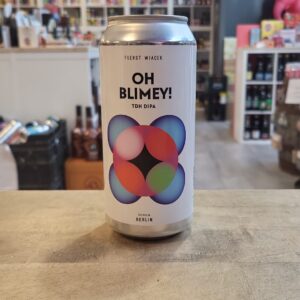 FUERST WIACEK
OH
BLIMEY!
TDH DIPA
BERLIN